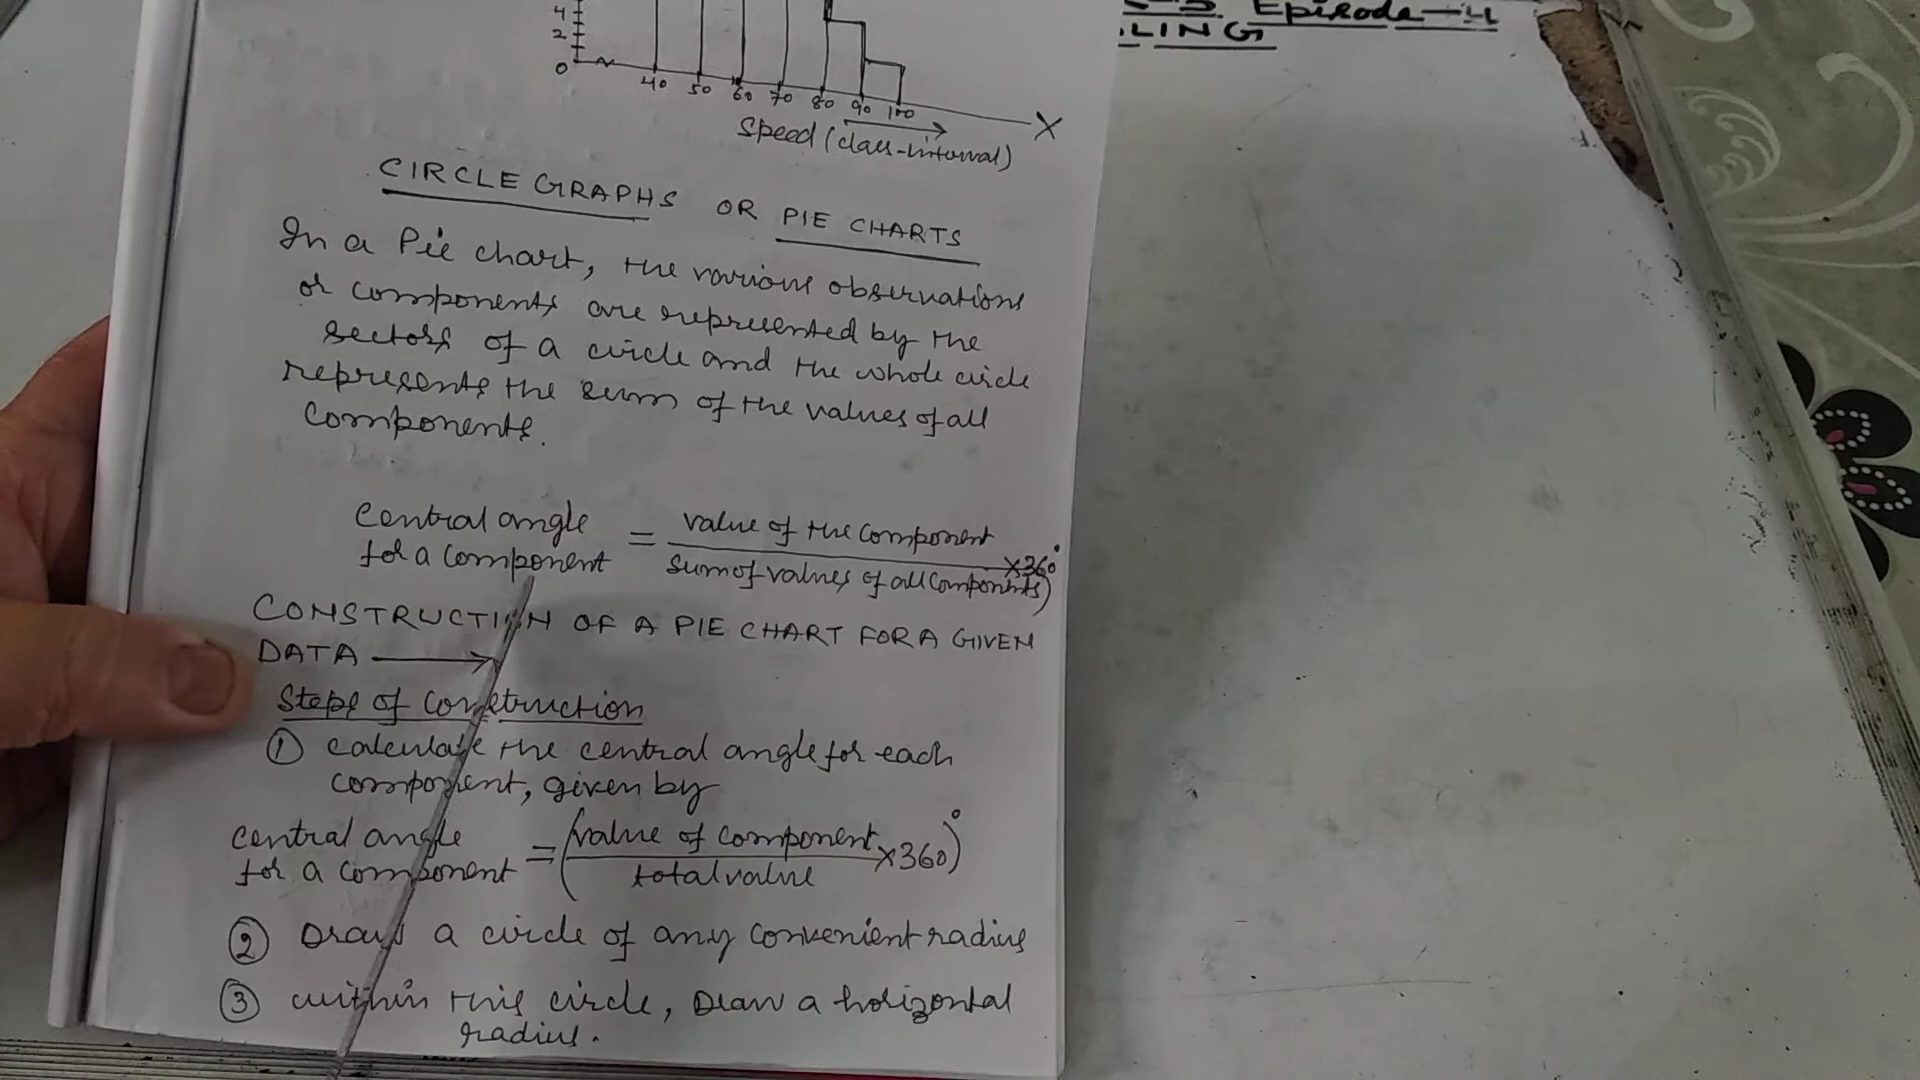 4
2
0
40 50 60 70 80 90 100
X
Speed (class-interval)
Episode-4
LING
CIRCLE GRAPHS OR PIE CHARTS
In a Pie chart, the various observations
or components are represented by the
sectors of a circle and the whole circle
represents the sum of the values of all
components.
central angle
for a component = value of the component
sum of values of all components) ×360°
CONSTRUCTION OF A PIE CHART FOR A GIVEN
DATA →
Steps of construction
① calculate the central angle for each
component, given by
central angle
for a component = (value of component
total value ×360)°
② Draw a circle of any convenient radius
③ within this circle, Draw a horizontal
radius.